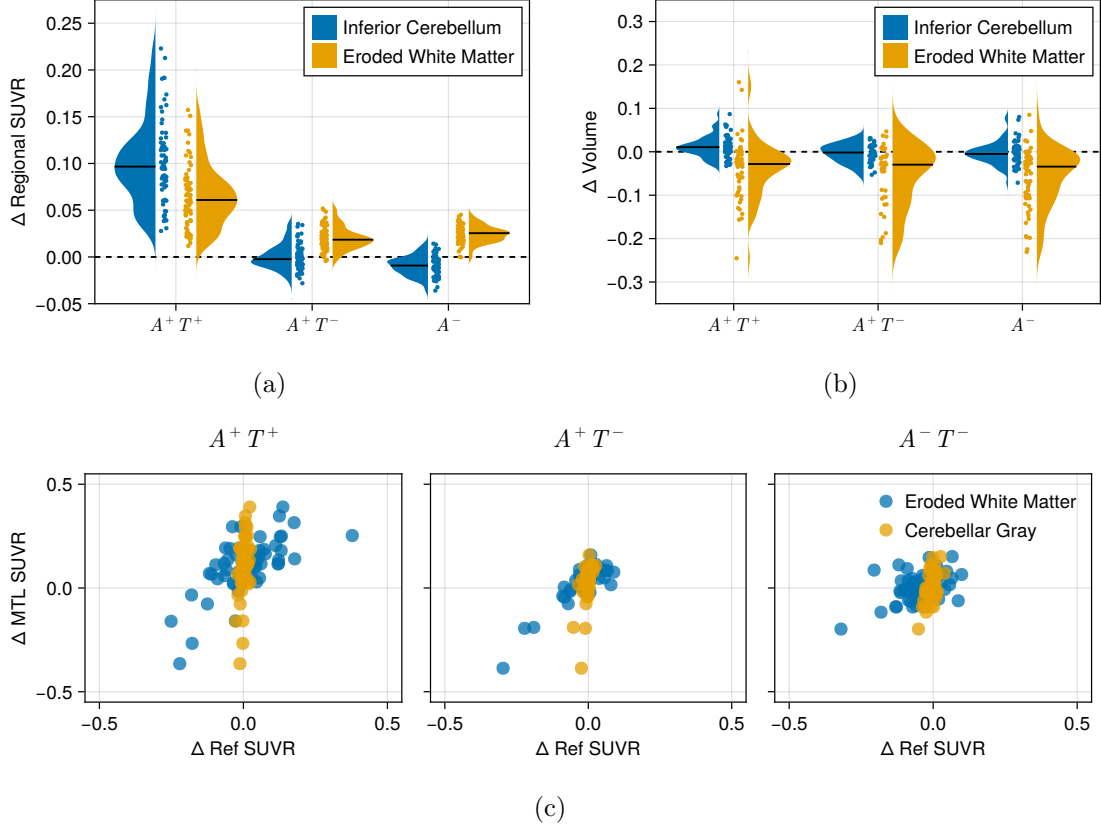 0.25
0.20
0.15
0.10
0.05
0.00
−0.05
Δ Regional SUVR
Inferior Cerebellum
Eroded White Matter
A⁺ T⁺
A⁺ T⁻
A⁻
(a)
0.3
0.2
0.1
0.0
−0.1
−0.2
−0.3
Δ Volume
Inferior Cerebellum
Eroded White Matter
A⁺ T⁺
A⁺ T⁻
A⁻
(b)
A⁺ T⁺
A⁺ T⁻
A⁻ T⁻
0.5
0.0
−0.5
Δ MTL SUVR
Eroded White Matter
Cerebellar Gray
−0.5 0.0 0.5
−0.5 0.0 0.5
−0.5 0.0 0.5
Δ Ref SUVR
Δ Ref SUVR
Δ Ref SUVR
(c)